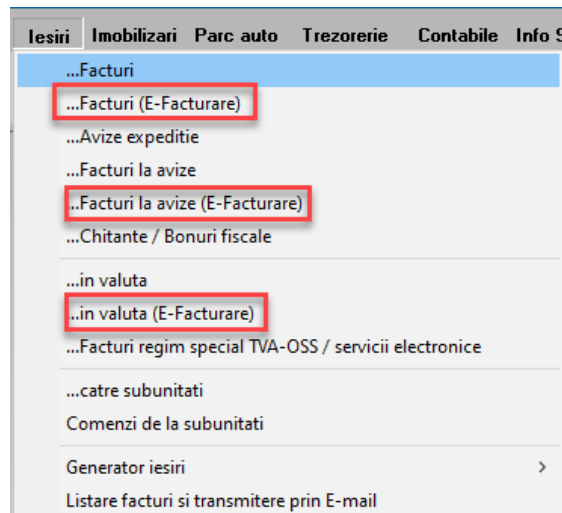 Iesiri Imobilizari Parc auto Trezorerie Contabile Info S
...Facturi
...Facturi (E-Facturare)
...Avize expeditie
...Facturi la avize
...Facturi la avize (E-Facturare)
...Chitante / Bonuri fiscale
...in valuta
...in valuta (E-Facturare)
...Facturi regim special TVA-OSS / servicii electronice
...catre subunitati
Comenzi de la subunitati
Generator iesiri >
Listare facturi si transmitere prin E-mail